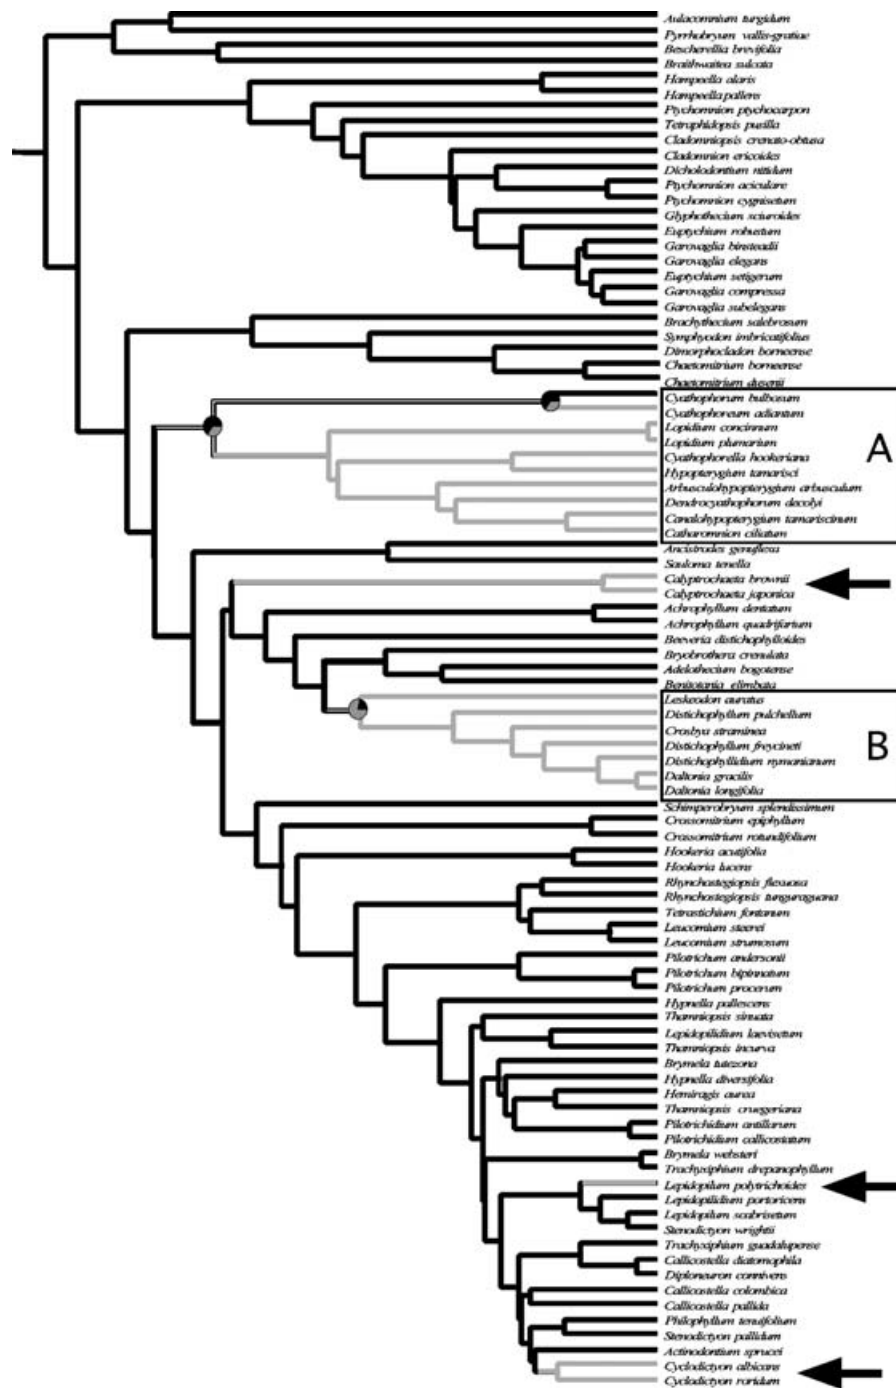 Aulacomnium turgidum
Pyrrhobryum vallis-gratiae
Bescherellia brevifolia
Braithwaitea sulcata
Hampeella alaris
Hampeella pallens
Ptychomnion ptychocarpon
Tetraphidopsis pusilla
Cladomniopsis crenato-obtusa
Cladomnion ericoides
Dicholodontium nitidum
Ptychomnion aciculare
Ptychomnion cygnisetum
Glyphothecium sciuroides
Euptychium robustum
Garovaglia binsteadii
Garovaglia elegans
Euptychium setigerum
Garovaglia compressa
Garovaglia subelegans
Brachythecium salebrosum
Symphyodon imbricatifolius
Dimorphocladon borneense
Chaetomitrium borneense
Chaetomitrium dusenii
Cyathophorum bulbosum
Cyathophoreum adiantum
Lopidium concinnum
Lopidium plumarium
A
Cyathophorella hookeriana
Hypopterygium tamarisci
Arbusculohypopterygium arbusculum
Dendrocyathophorum decolyi
Canalohypopterygium tamariscinum
Catharomnion ciliatum
Ancistrodes genuflexa
Sauloma tenella
Calyptrochaeta brownii
Calyptrochaeta japonica
Achrophyllum dentatum
Achrophyllum quadrifarium
Beeveria distichophylloides
Bryobrothera crenulata
Adelothecium bogotense
Benitotania elimbata
Leskeodon auratus
Distichophyllum pulchellum
Crosbya straminea
B
Distichophyllum freycineti
Distichophyllidium nymanianum
Daltonia gracilis
Daltonia longifolia
Schimperobryum splendissimum
Crossomitrium epiphyllum
Crossomitrium rotundifolium
Hookeria acutifolia
Hookeria lucens
Rhynchostegiopsis flexuosa
Rhynchostegiopsis tunguraguana
Tetrastichium fontanum
Leucomium steerei
Leucomium strumosum
Pilotrichum andersonii
Pilotrichum bipinnatum
Pilotrichum procerum
Hypnella pallescens
Thamniopsis sinuata
Lepidopilidium laevisetum
Thamniopsis incurva
Brymela tutezona
Hypnella diversifolia
Hemiragis aurea
Thamniopsis cruegeriana
Pilotrichidium antillarum
Pilotrichidium callicostatum
Brymela websteri
Trachyxiphium drepanophyllum
Lepidopilum polytrichoides
Lepidopilidium portoricens
Lepidopilum scabrisetum
Stenodictyon wrightii
Trachyxiphium guadalupense
Callicostella diatomophila
Diploneuron connivens
Callicostella colombica
Callicostella pallida
Philophyllum tenuifolium
Stenodictyon pallidum
Actinodontium sprucei
Cyclodictyon albicans
Cyclodictyon roridum